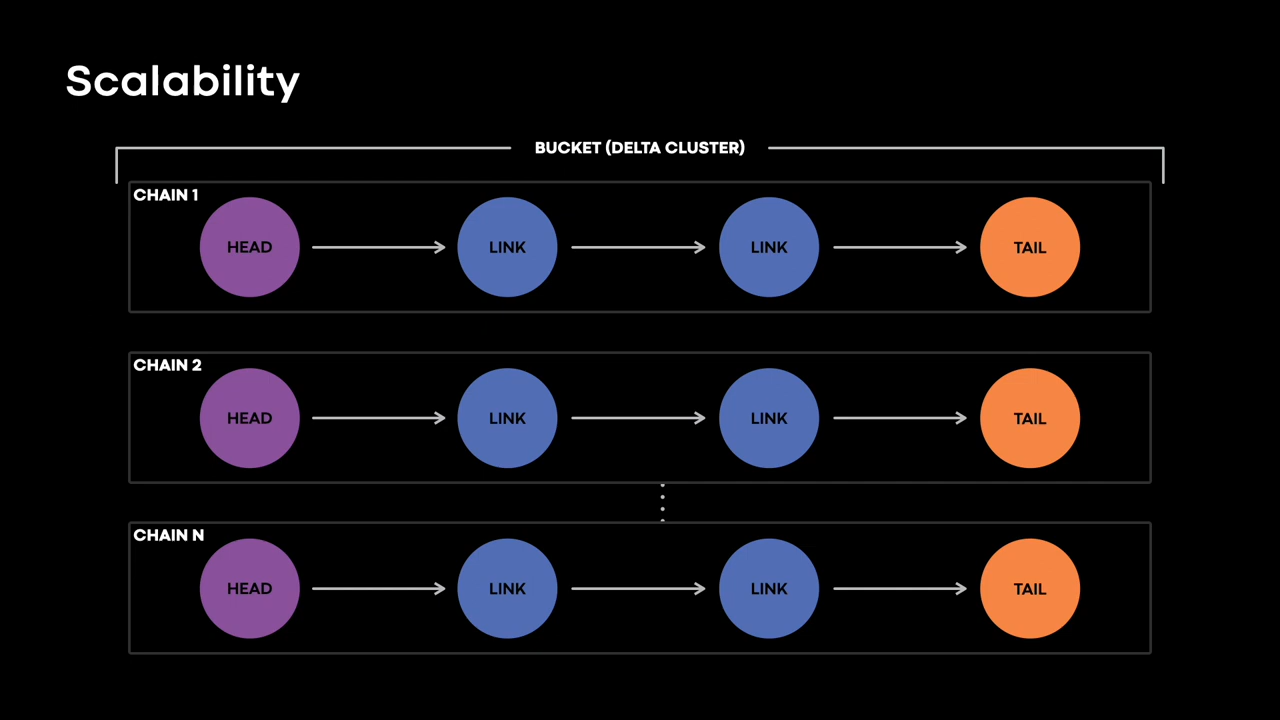 Scalability
BUCKET (DELTA CLUSTER)
CHAIN 1
HEAD
LINK
LINK
TAIL
CHAIN 2
HEAD
LINK
LINK
TAIL
CHAIN N
HEAD
LINK
LINK
TAIL